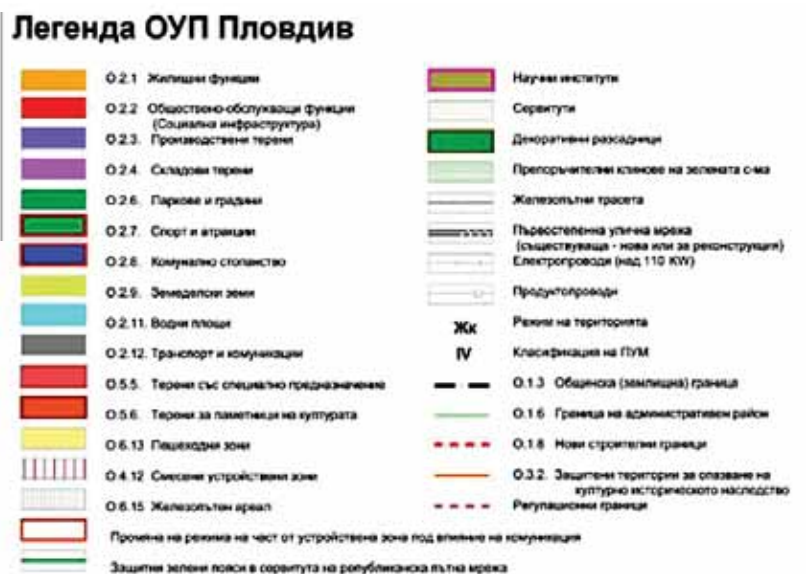 Легенда ОУП Пловдив
О.2.1 Жилищни функции
О.2.2 Обществено-обслужващи функции
(Социална инфраструктура)
О.2.3. Производствени терени
О.2.4. Складови терени
О.2.6. Паркове и градини
О.2.7. Спорт и атракции
О.2.8. Комунално стопанство
О.2.9. Земеделски земи
О.2.11. Водни площи
О.2.12. Транспорт и комуникации
О.5.5. Терени със специално предназначение
О.5.6. Терени за паметници на културата
О.6.13 Пешеходни зони
О.4.12 Смесени устройствени зони
О.6.15 Железопътен ареал
Промяна на режима на част от устройствена зона под влияние на комуникация
Защитни зелени пояси в сервитута на републиканска пътна мрежа
Научни институти
Сервитути
Декоративни разсадници
Препоръчителни клинове на зелената с-ма
Железопътни трасета
Първостепенна улична мрежа
(съществуваща - нова или за реконструкция)
Електропроводи (над 110 KW)
Продуктопроводи
Жк Режим на територията
IV Класификация на ПУМ
О.1.3 Общинска (землищна) граница
О.1.6 Граница на административен район
О.1.8 Нови строителни граници
О.3.2. Защитени територии за опазване на
културно историческото наследство
Регулационни граници